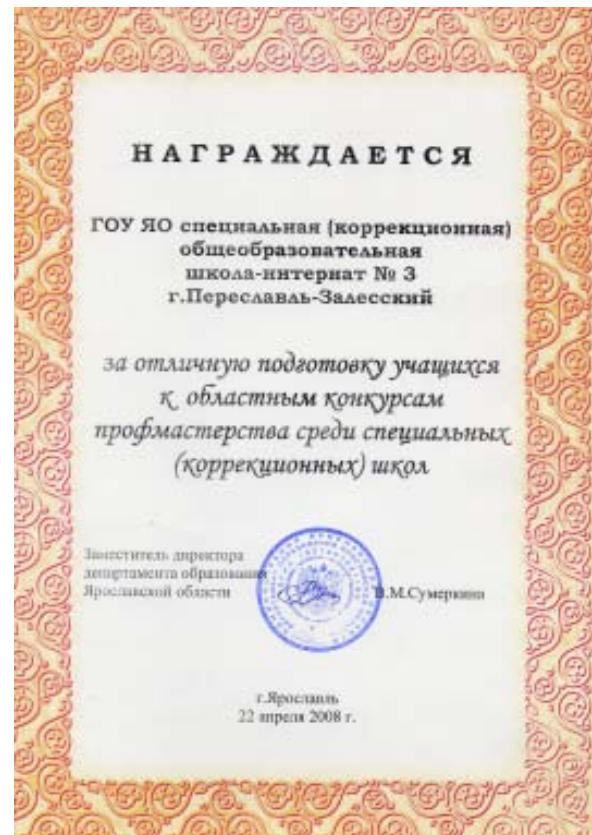 НАГРАЖДАЕТСЯ
ГОУ ЯО специальная (коррекционная)
общеобразовательная
школа-интернат № 3
г.Переславль-Залесский
за отличную подготовку учащихся
к областным конкурсам
профмастерства среди специальных
(коррекционных) школ
Заместитель директора
департамента образования
Ярославской области
В.М.Сумеркина
г.Ярославль
22 апреля 2008 г.